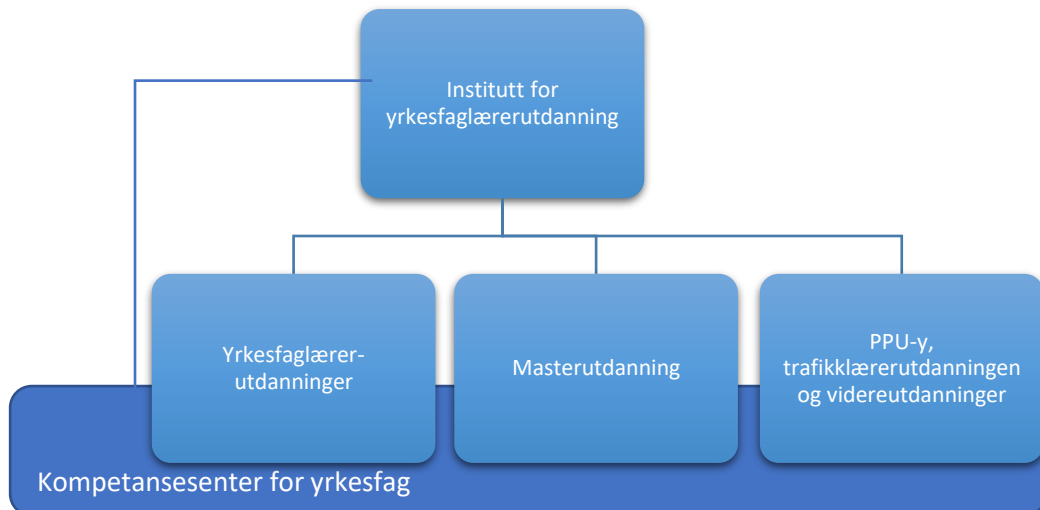 Institutt for
yrkesfaglærerutdanning
Yrkesfaglærer-
utdanninger
Masterutdanning
PPU-y,
trafikklærerutdanningen
og videreutdanninger
Kompetansesenter for yrkesfag